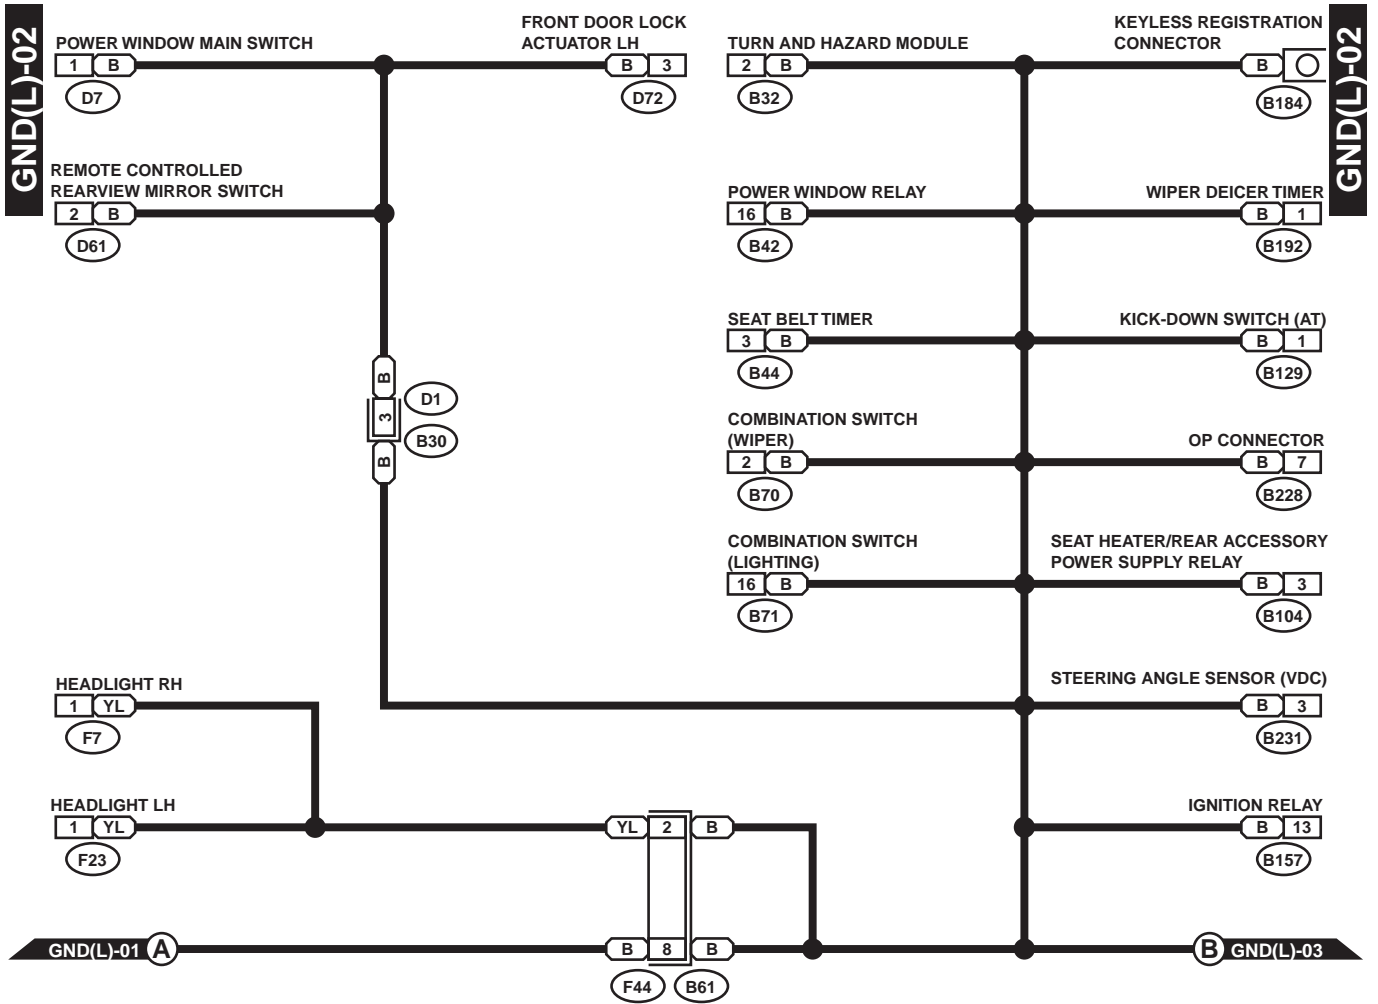 GND(L)-02
GND(L)-02
POWER WINDOW MAIN SWITCH
1 B
D7
FRONT DOOR LOCK
ACTUATOR LH
B 3
D72
TURN AND HAZARD MODULE
2 B
B32
KEYLESS REGISTRATION
CONNECTOR
B
B184
REMOTE CONTROLLED
REARVIEW MIRROR SWITCH
2 B
D61
POWER WINDOW RELAY
16 B
B42
WIPER DEICER TIMER
B 1
B192
SEAT BELT TIMER
3 B
B44
KICK-DOWN SWITCH (AT)
B 1
B129
B
3
B
D1
B30
COMBINATION SWITCH
(WIPER)
2 B
B70
OP CONNECTOR
B 7
B228
COMBINATION SWITCH
(LIGHTING)
16 B
B71
SEAT HEATER/REAR ACCESSORY
POWER SUPPLY RELAY
B 3
B104
HEADLIGHT RH
1 YL
F7
STEERING ANGLE SENSOR (VDC)
B 3
B231
HEADLIGHT LH
1 YL
F23
YL 2 B
IGNITION RELAY
B 13
B157
GND(L)-01 A
B 8 B
F44 B61
B GND(L)-03